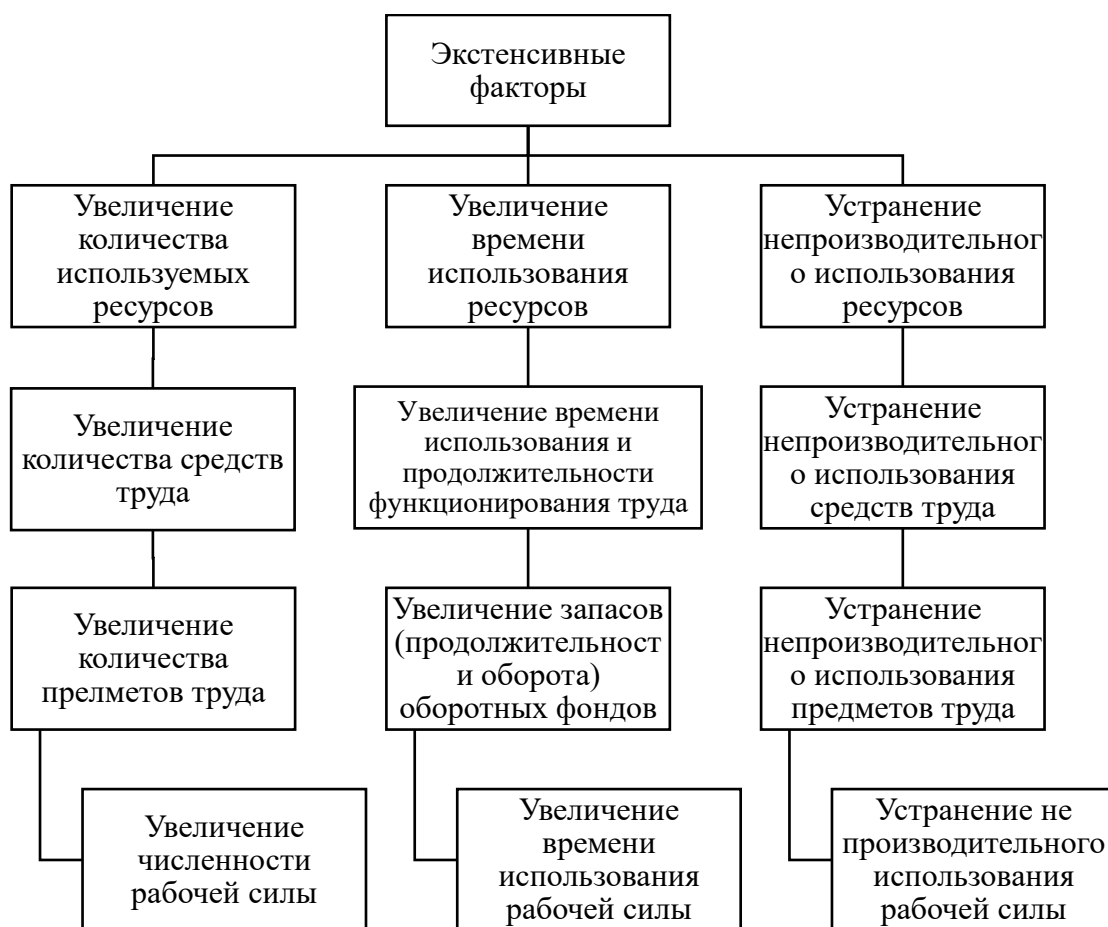 Экстенсивные
факторы
Увеличение
количества
используемых
ресурсов
Увеличение
времени
использования
ресурсов
Устранение
непроизводительног
о использования
ресурсов
Увеличение
количества средств
труда
Увеличение времени
использования и
продолжительности
функционирования труда
Устранение
непроизводительног
о использования
средств труда
Увеличение
количества
прелметов труда
Увеличение запасов
(продолжительност
и оборота)
оборотных фондов
Устранение
непроизводительног
о использования
предметов труда
Увеличение
численности
рабочей силы
Увеличение
времени
использования
рабочей силы
Устранение не
производительного
использования
рабочей силы